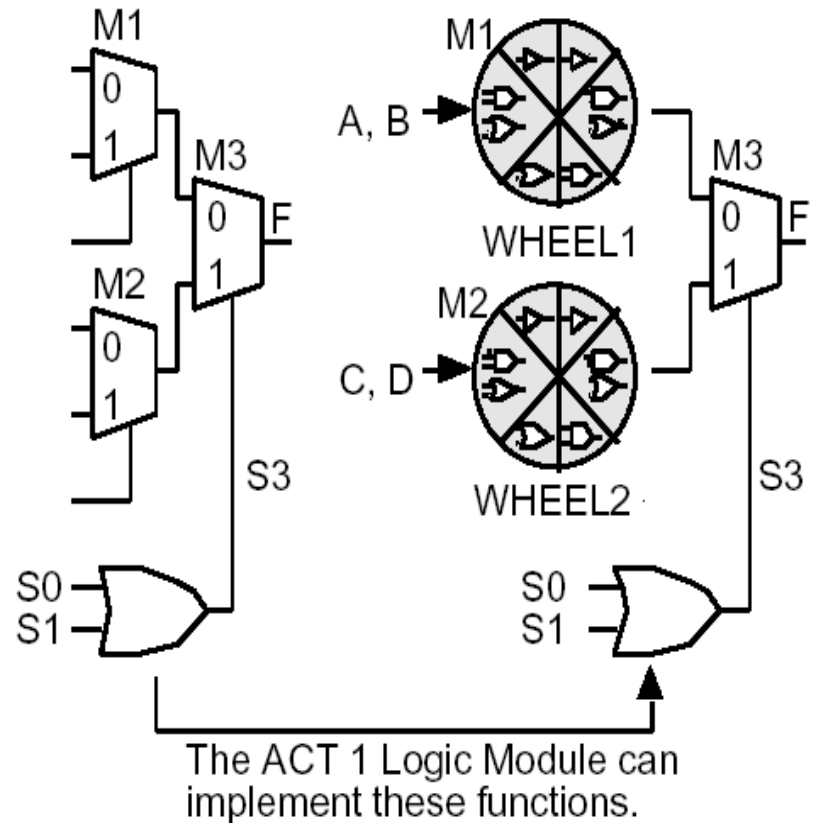 M1
0
1
M3
0
1
F
M2
0
1
S3
S0
S1
M1
A, B
WHEEL1
M3
0
1
F
M2
C, D
WHEEL2
S3
S0
S1
The ACT 1 Logic Module can
implement these functions.